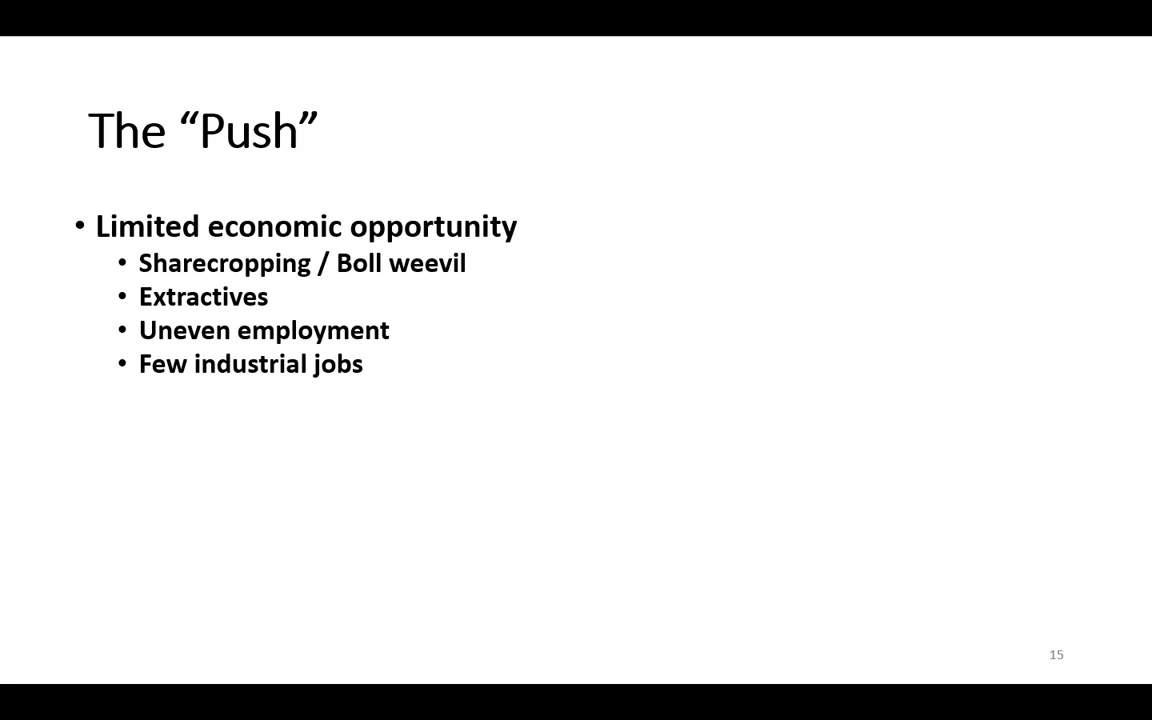 The “Push”
• Limited economic opportunity
• Sharecropping / Boll weevil
• Extractives
• Uneven employment
• Few industrial jobs
15